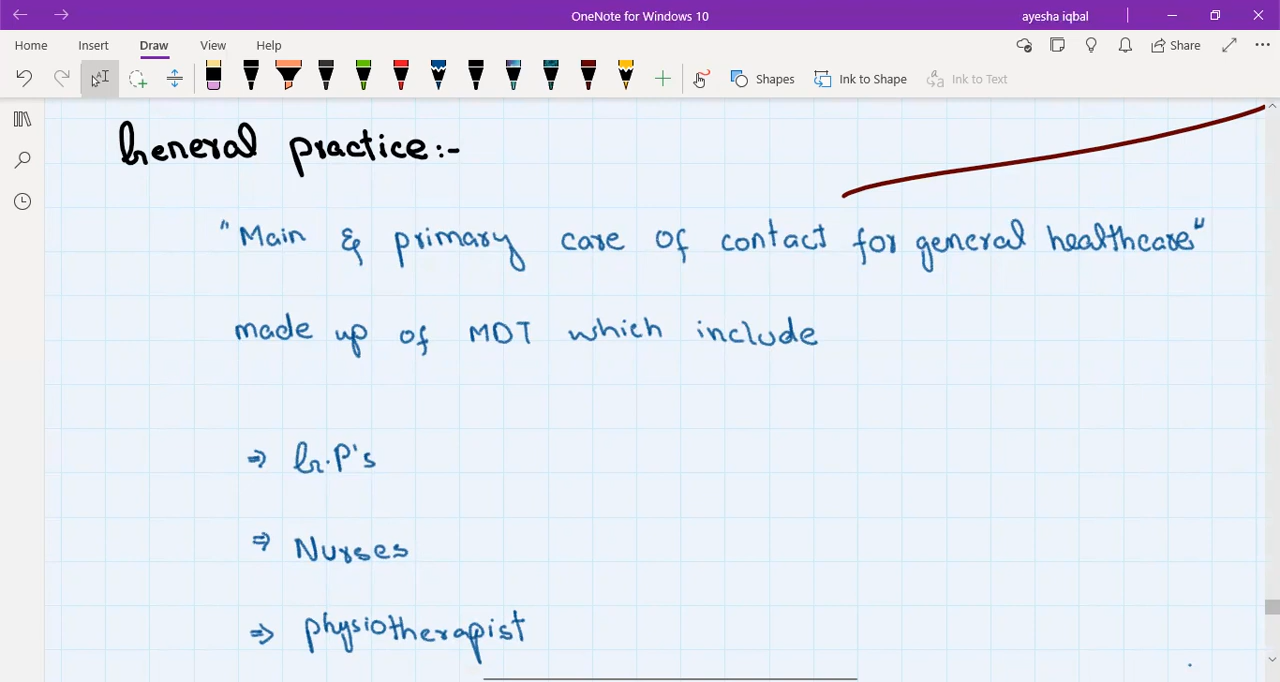 OneNote for Windows 10
ayesha iqbal
Home Insert Draw View Help
Share
Shapes Ink to Shape Ink to Text
General practice:-
"Main & primary care of contact for general healthcare"
made up of MDT which include
⇒ G.P's
⇒ Nurses
⇒ physiotherapist